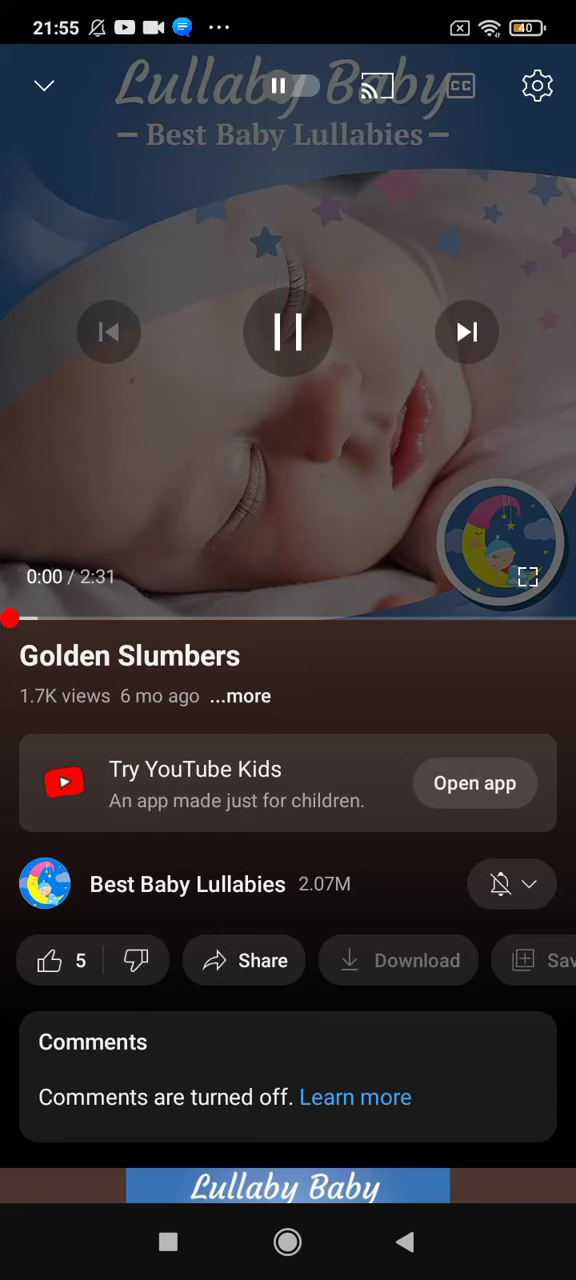 21:55
40
Lullaby Baby
Best Baby Lullabies
CC
0:00 / 2:31
Golden Slumbers
1.7K views 6 mo ago ...more
Try YouTube Kids
An app made just for children.
Open app
Best Baby Lullabies 2.07M
5 Share Download Sav
Comments
Comments are turned off. Learn more
Lullaby Baby